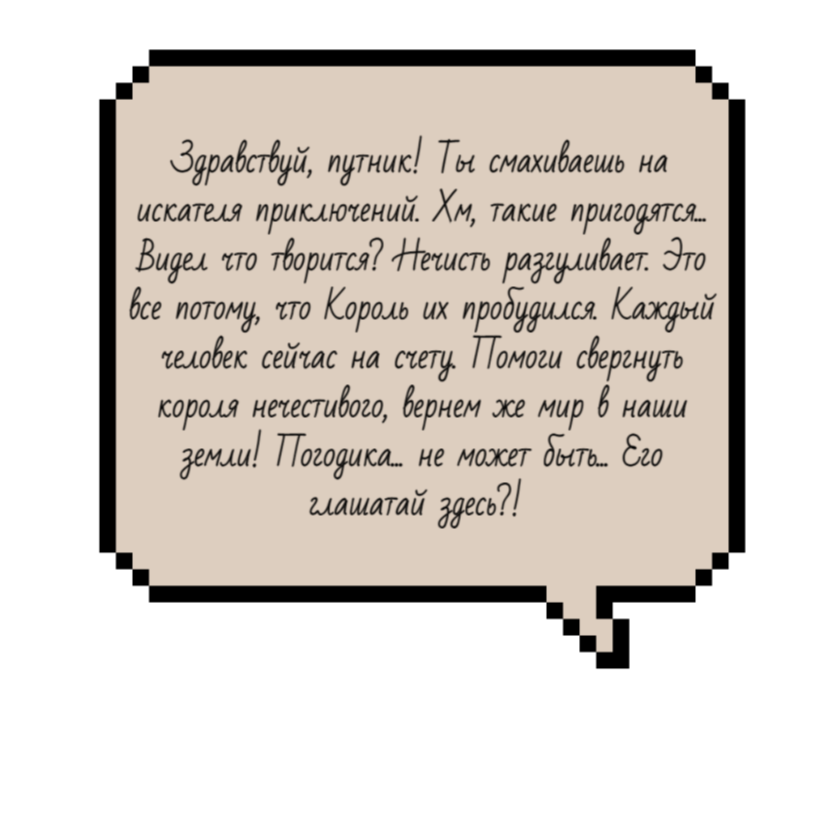 Здравствуй, путник! Ты смахиваешь на
искателя приключений. Хм, такие пригодятся...
Видел что творится? Нечисть разгуливает. Это
все потому, что Король их пробудился. Каждый
человек сейчас на счету. Помоги свергнуть
короля нечестивого, вернем же мир в наши
земли! Погодика... не может быть... Его
глашатай здесь?!